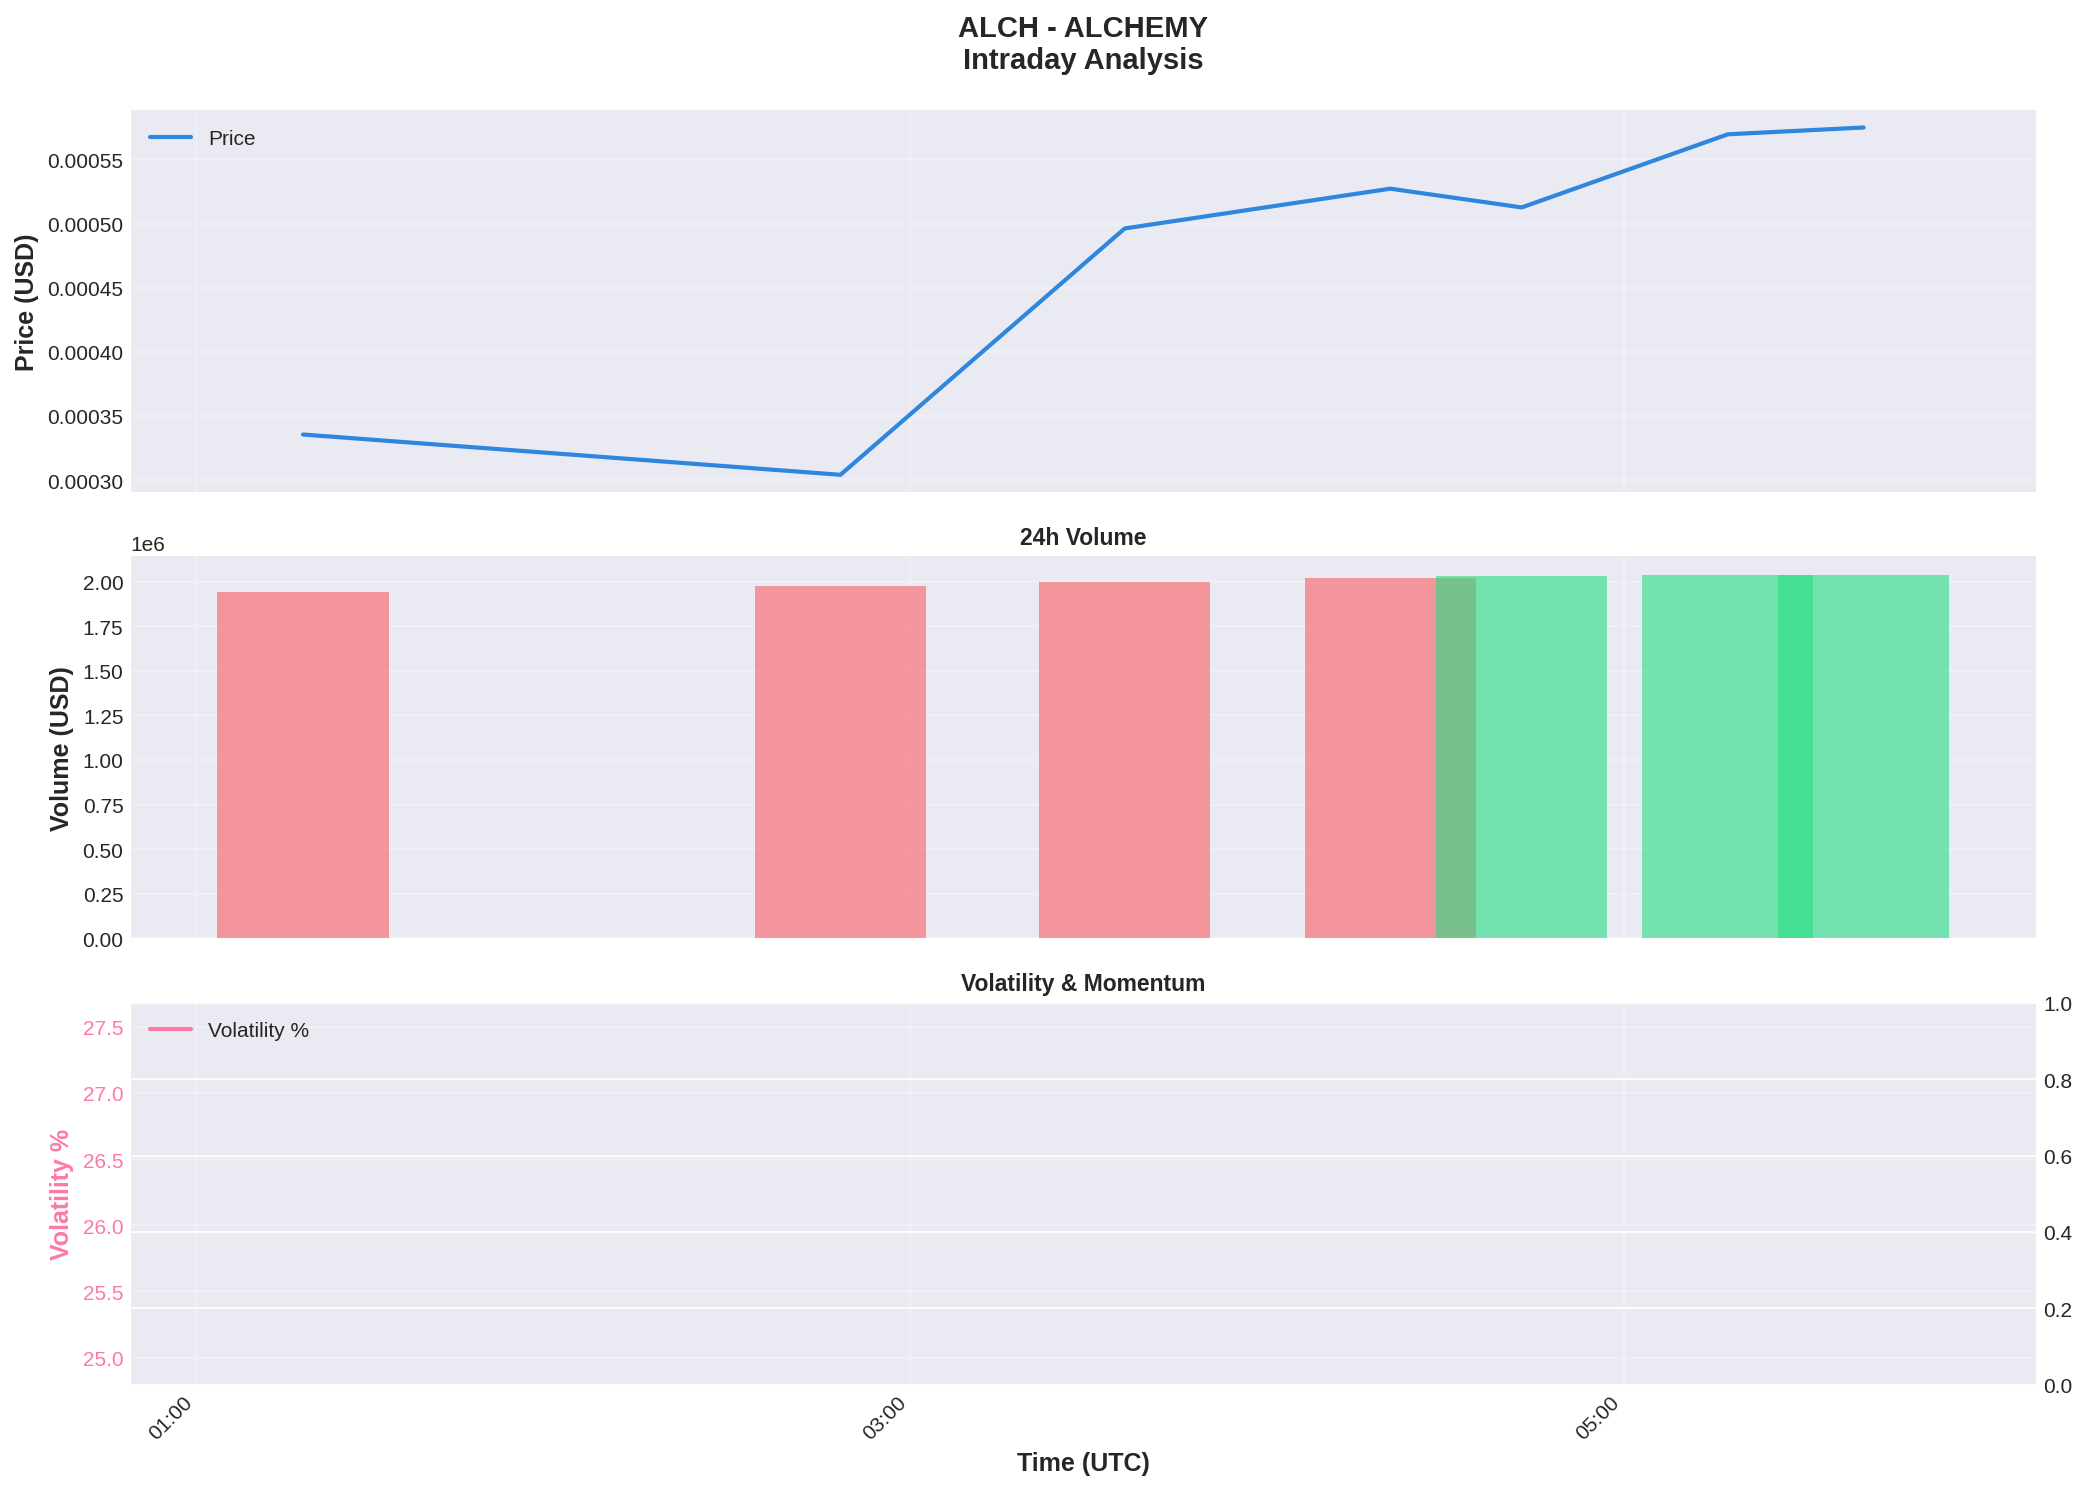 ALCH - ALCHEMY
Intraday Analysis
Price
0.00055
0.00050
0.00045
0.00040
0.00035
0.00030
Price (USD)
24h Volume
1e6
2.00
1.75
1.50
1.25
1.00
0.75
0.50
0.25
0.00
Volume (USD)
Volatility & Momentum
Volatility %
27.5
27.0
26.5
26.0
25.5
25.0
Volatility %
1.0
0.8
0.6
0.4
0.2
0.0
01:00
03:00
05:00
Time (UTC)